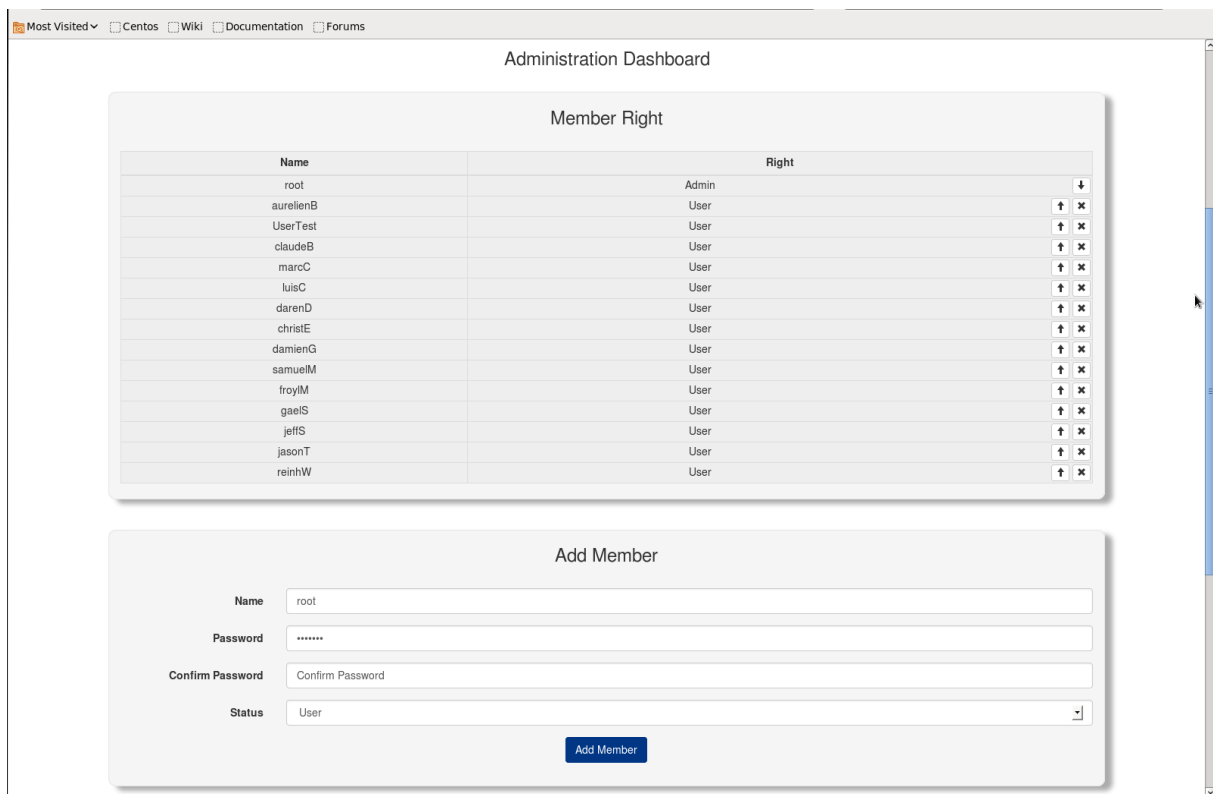 Most Visited Centos Wiki Documentation Forums
Administration Dashboard
Member Right
Name Right
root Admin
aurelienB User
UserTest User
claudeB User
marcC User
luisC User
darenD User
christE User
damienG User
samuelM User
froylM User
gaelS User
jeffS User
jasonT User
reinhW User
Add Member
Name root
Password •••••••
Confirm Password Confirm Password
Status User
Add Member